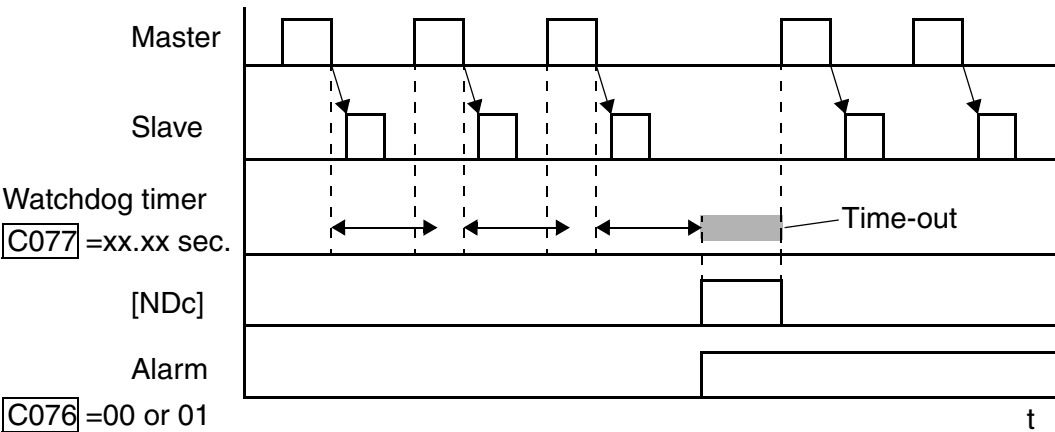 Master
Slave
Watchdog timer
C077 =xx.xx sec.
Time-out
[NDc]
Alarm
C076 =00 or 01
t